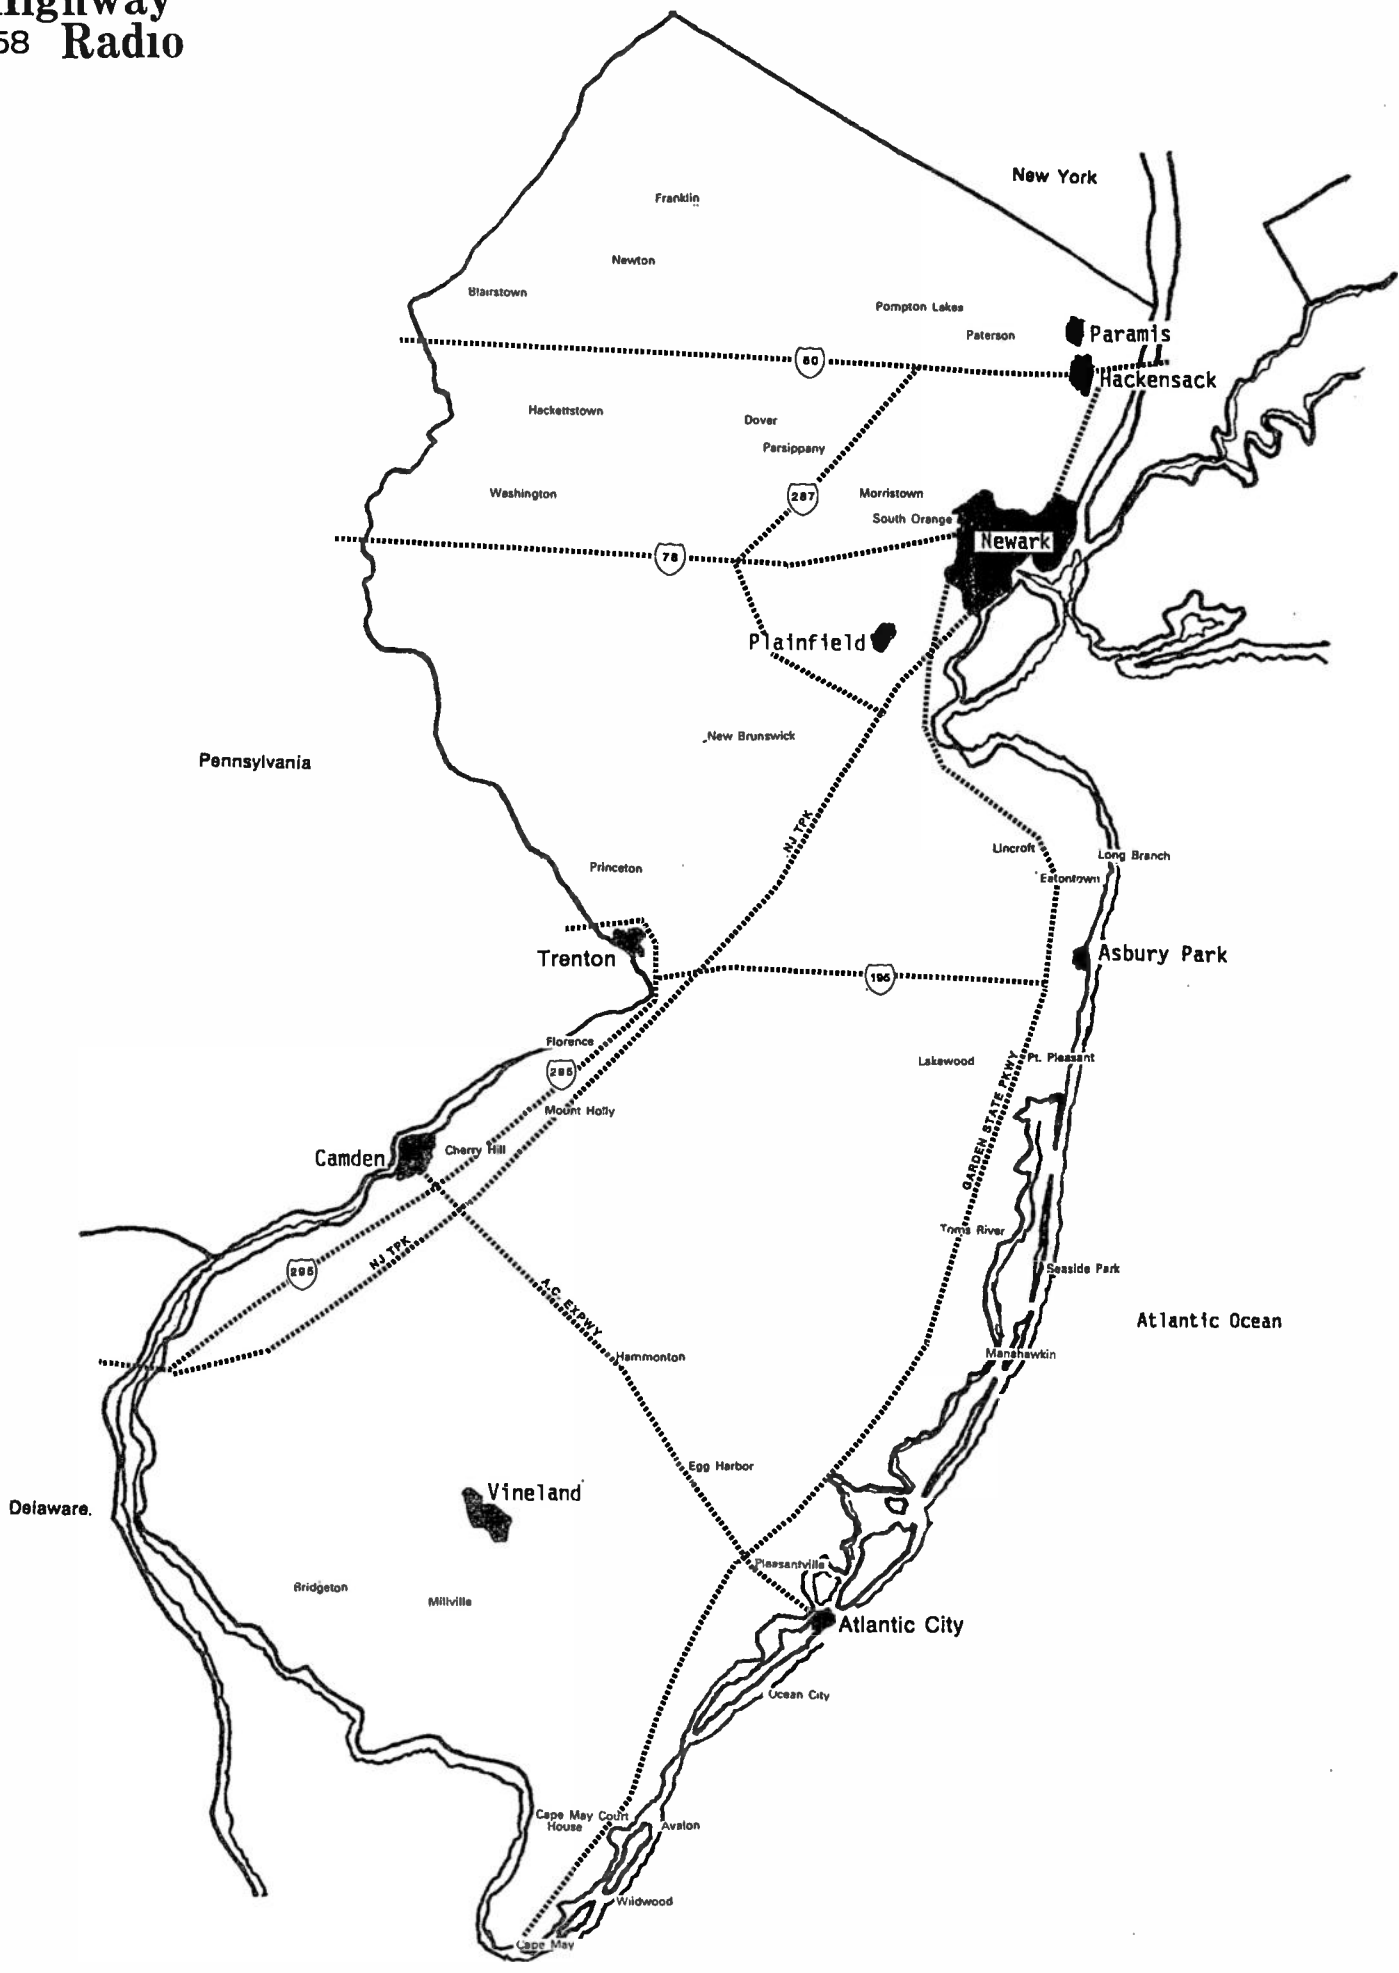 Highway
58 Radio
New York
Franklin
Newton
Blairstown
Pompton Lakes
Paterson
Paramis
80
Hackensack
Hackettstown
Dover
Parsippany
Washington
287
Morristown
South Orange
Newark
78
Plainfield
New Brunswick
Pennsylvania
NJ TPK
Lincroft
Long Branch
Princeton
Eatontown
Trenton
Asbury Park
195
Florence
Lakewood
Pt. Pleasant
295
Mount Holly
GARDEN STATE PKWY
Camden
Cherry Hill
Toms River
NJ TPK
295
Seaside Park
A.C. EXPWY
Atlantic Ocean
Hammonton
Manahawkin
Egg Harbor
Vineland
Delaware.
Pleasantville
Bridgeton
Millville
Atlantic City
Ocean City
Cape May Court
House
Avalon
Wildwood
Cape May